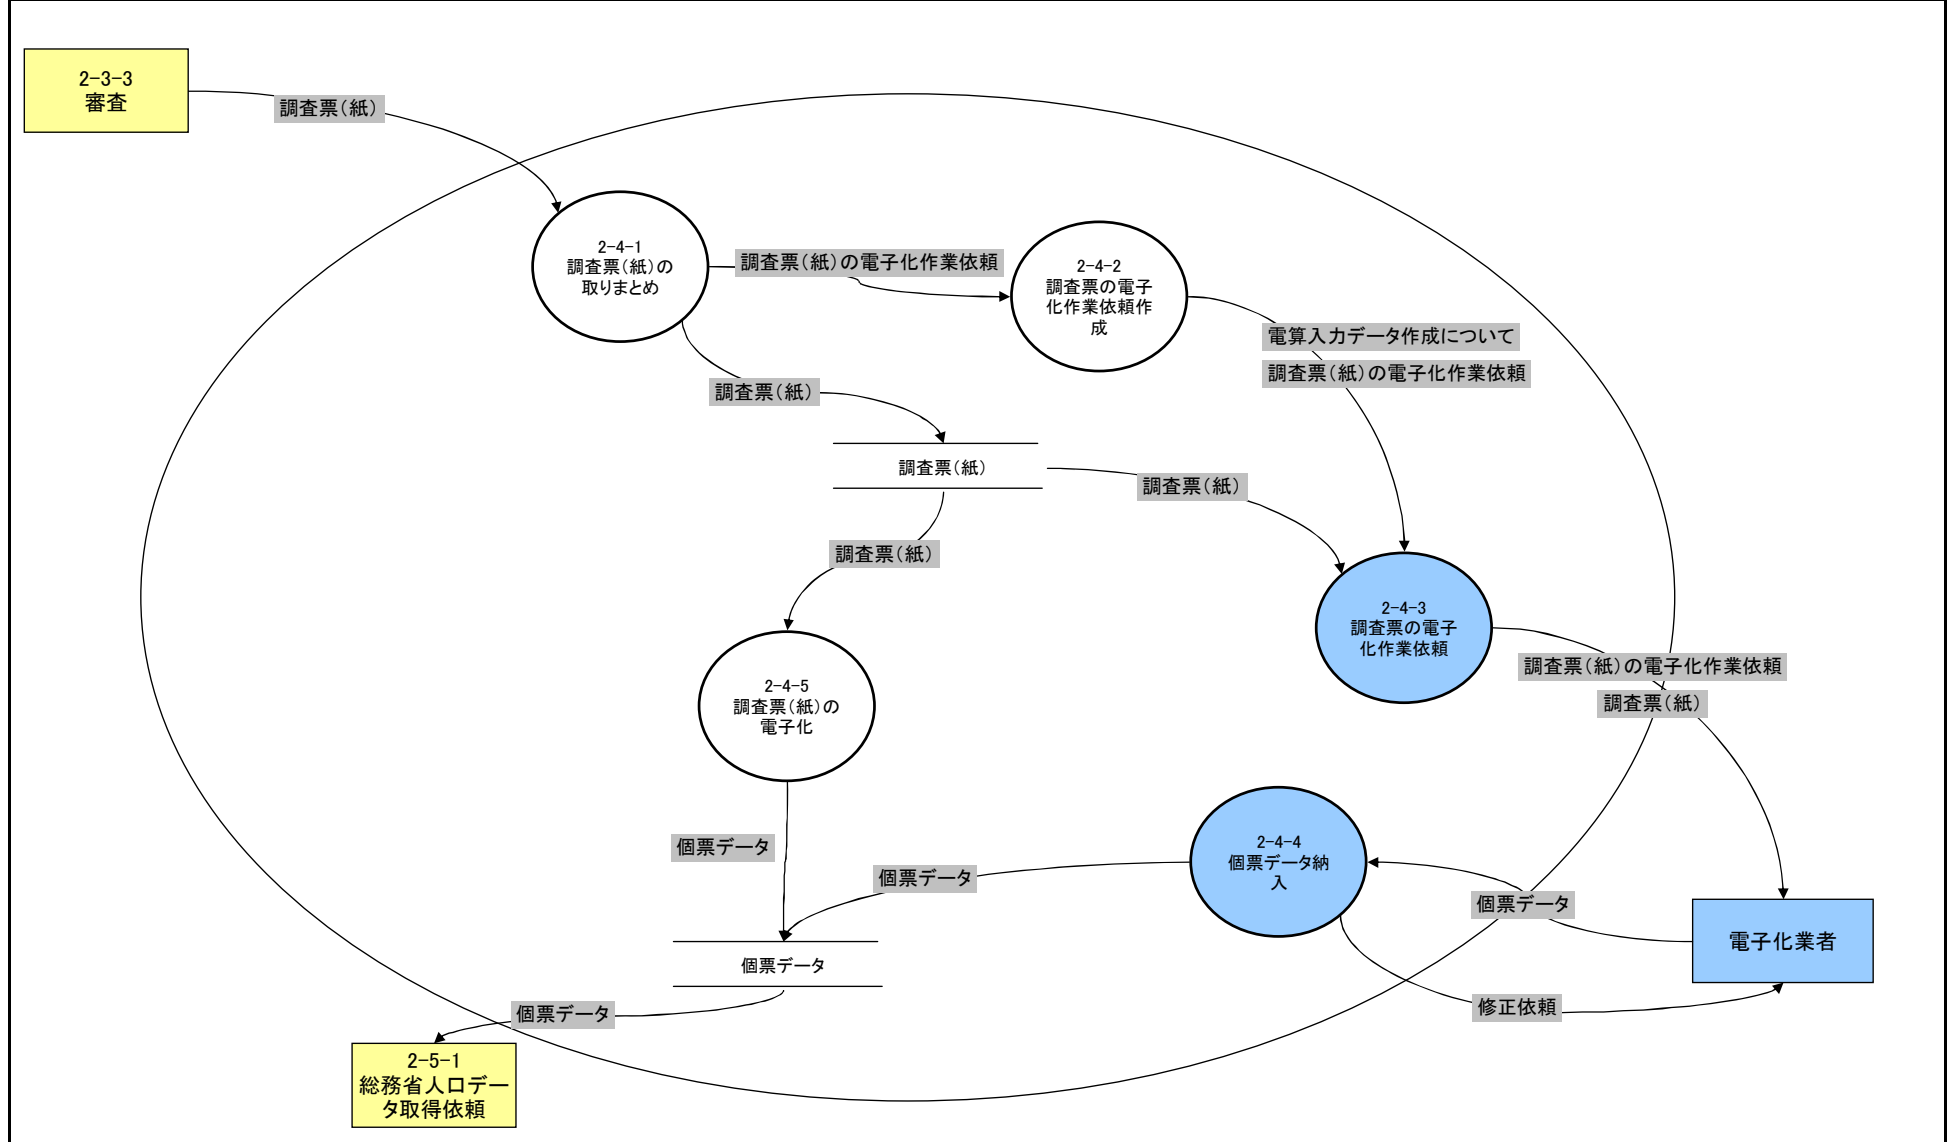 2-3-3
審査
調査票(紙)
2-4-1
調査票(紙)の
取りまとめ
調査票(紙)の電子化作業依頼
2-4-2
調査票の電子
化作業依頼作
成
電算入力データ作成について
調査票(紙)の電子化作業依頼
調査票(紙)
調査票(紙)
調査票(紙)
調査票(紙)
2-4-3
調査票の電子
化作業依頼
調査票(紙)の電子化作業依頼
調査票(紙)
2-4-5
調査票(紙)の
電子化
個票データ
個票データ
2-4-4
個票データ納
入
個票データ
電子化業者
個票データ
修正依頼
個票データ
2-5-1
総務省人口デー
タ取得依頼